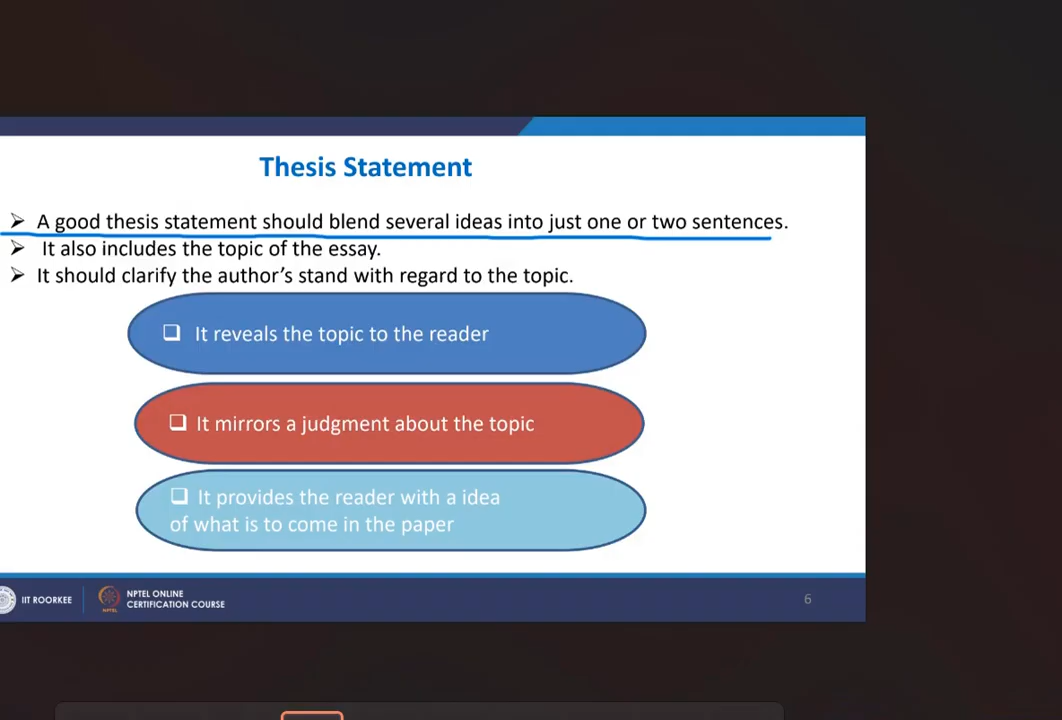 Thesis Statement
➢ A good thesis statement should blend several ideas into just one or two sentences.
➢ It also includes the topic of the essay.
➢ It should clarify the author’s stand with regard to the topic.
❑ It reveals the topic to the reader
❑ It mirrors a judgment about the topic
❑ It provides the reader with a idea
of what is to come in the paper
IIT ROORKEE
NPTEL ONLINE
CERTIFICATION COURSE
6